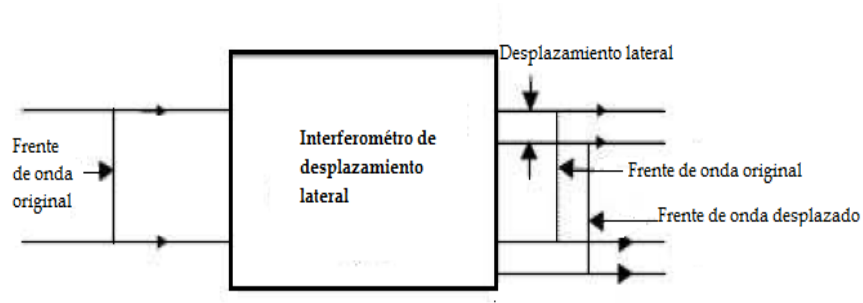 Desplazamiento lateral
Interferométro de
desplazamiento
lateral
Frente
de onda
original
Frente de onda original
Frente de onda desplazado